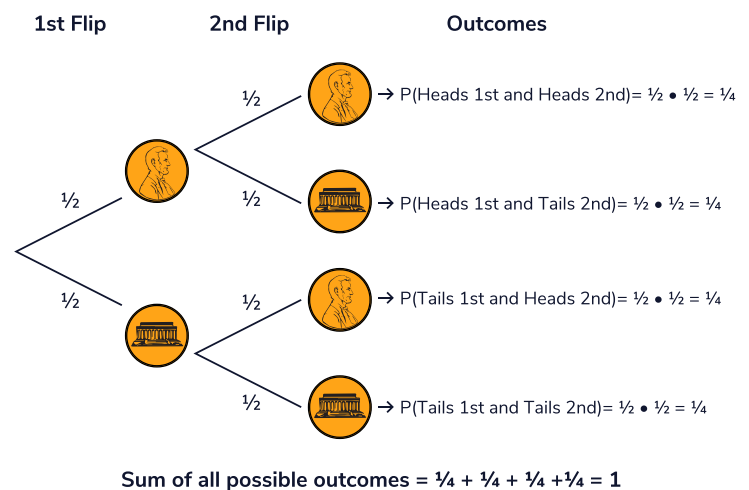 1st Flip 2nd Flip Outcomes
½ → P(Heads 1st and Heads 2nd)= ½ • ½ = ¼
½
½ → P(Heads 1st and Tails 2nd)= ½ • ½ = ¼
½
½ → P(Tails 1st and Heads 2nd)= ½ • ½ = ¼
½ → P(Tails 1st and Tails 2nd)= ½ • ½ = ¼
Sum of all possible outcomes = ¼ + ¼ + ¼ +¼ = 1